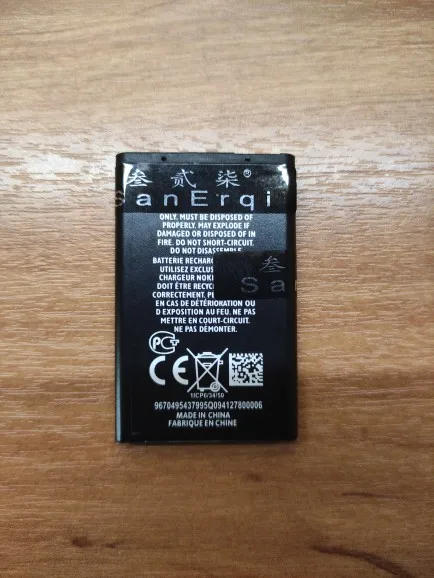 叁贰柒®
SanErqi
ONLY. MUST BE DISPOSED OF
PROPERLY. MAY EXPLODE IF
DAMAGED OR DISPOSED OF IN
FIRE. DO NOT SHORT-CIRCUIT.
DO NOT DISASSEMBLE.
BATTERIE RECHARG
UTILISEZ EXCLUS
CHARGEUR NOKI 叁
DOIT ÊTRE RECYC San
CORRECTEMENT. P
EN CAS DE DÉTÉRIORATION OU
D EXPOSITION AU FEU. NE PAS
METTRE EN COURT-CIRCUIT.
NE PAS DÉMONTER.
PCT
CE
1ICP6/34/50
9670495437995Q094127800006
MADE IN CHINA
FABRIQUE EN CHINE